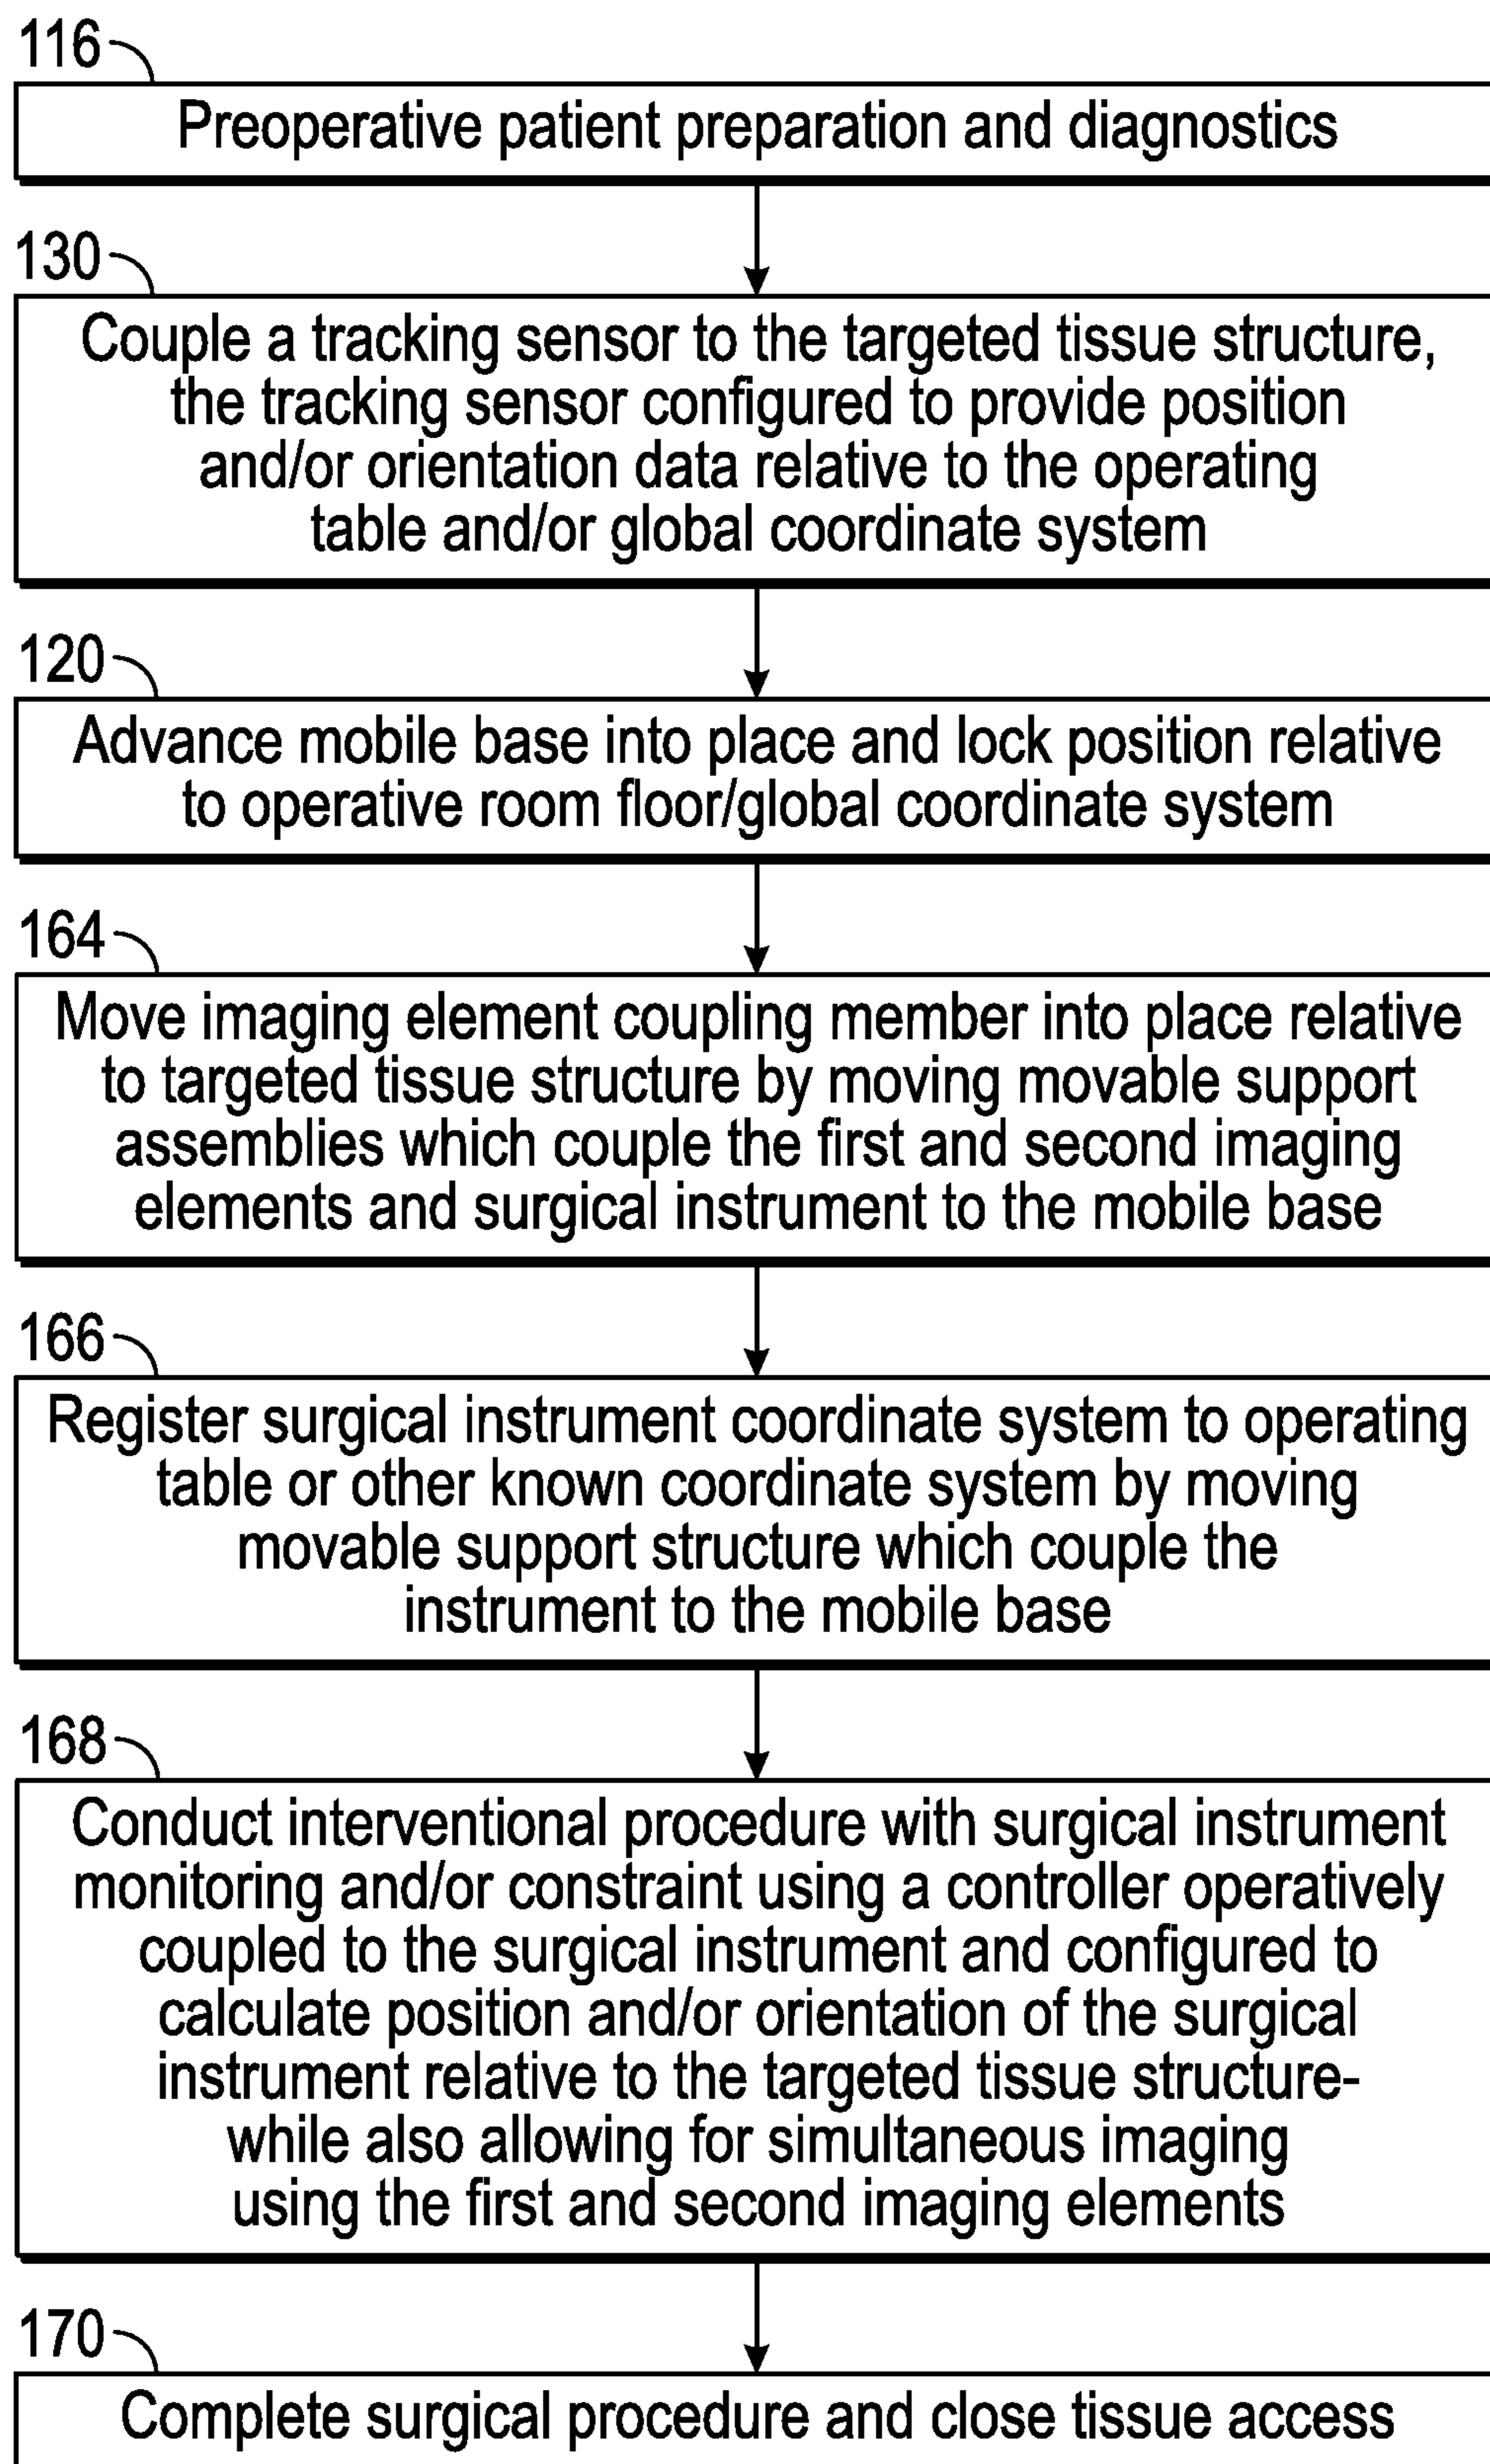 116
Preoperative patient preparation and diagnostics
130
Couple a tracking sensor to the targeted tissue structure,
the tracking sensor configured to provide position
and/or orientation data relative to the operating
table and/or global coordinate system
120
Advance mobile base into place and lock position relative
to operative room floor/global coordinate system
164
Move imaging element coupling member into place relative
to targeted tissue structure by moving movable support
assemblies which couple the first and second imaging
elements and surgical instrument to the mobile base
166
Register surgical instrument coordinate system to operating
table or other known coordinate system by moving
movable support structure which couple the
instrument to the mobile base
168
Conduct interventional procedure with surgical instrument
monitoring and/or constraint using a controller operatively
coupled to the surgical instrument and configured to
calculate position and/or orientation of the surgical
instrument relative to the targeted tissue structure-
while also allowing for simultaneous imaging
using the first and second imaging elements
170
Complete surgical procedure and close tissue access